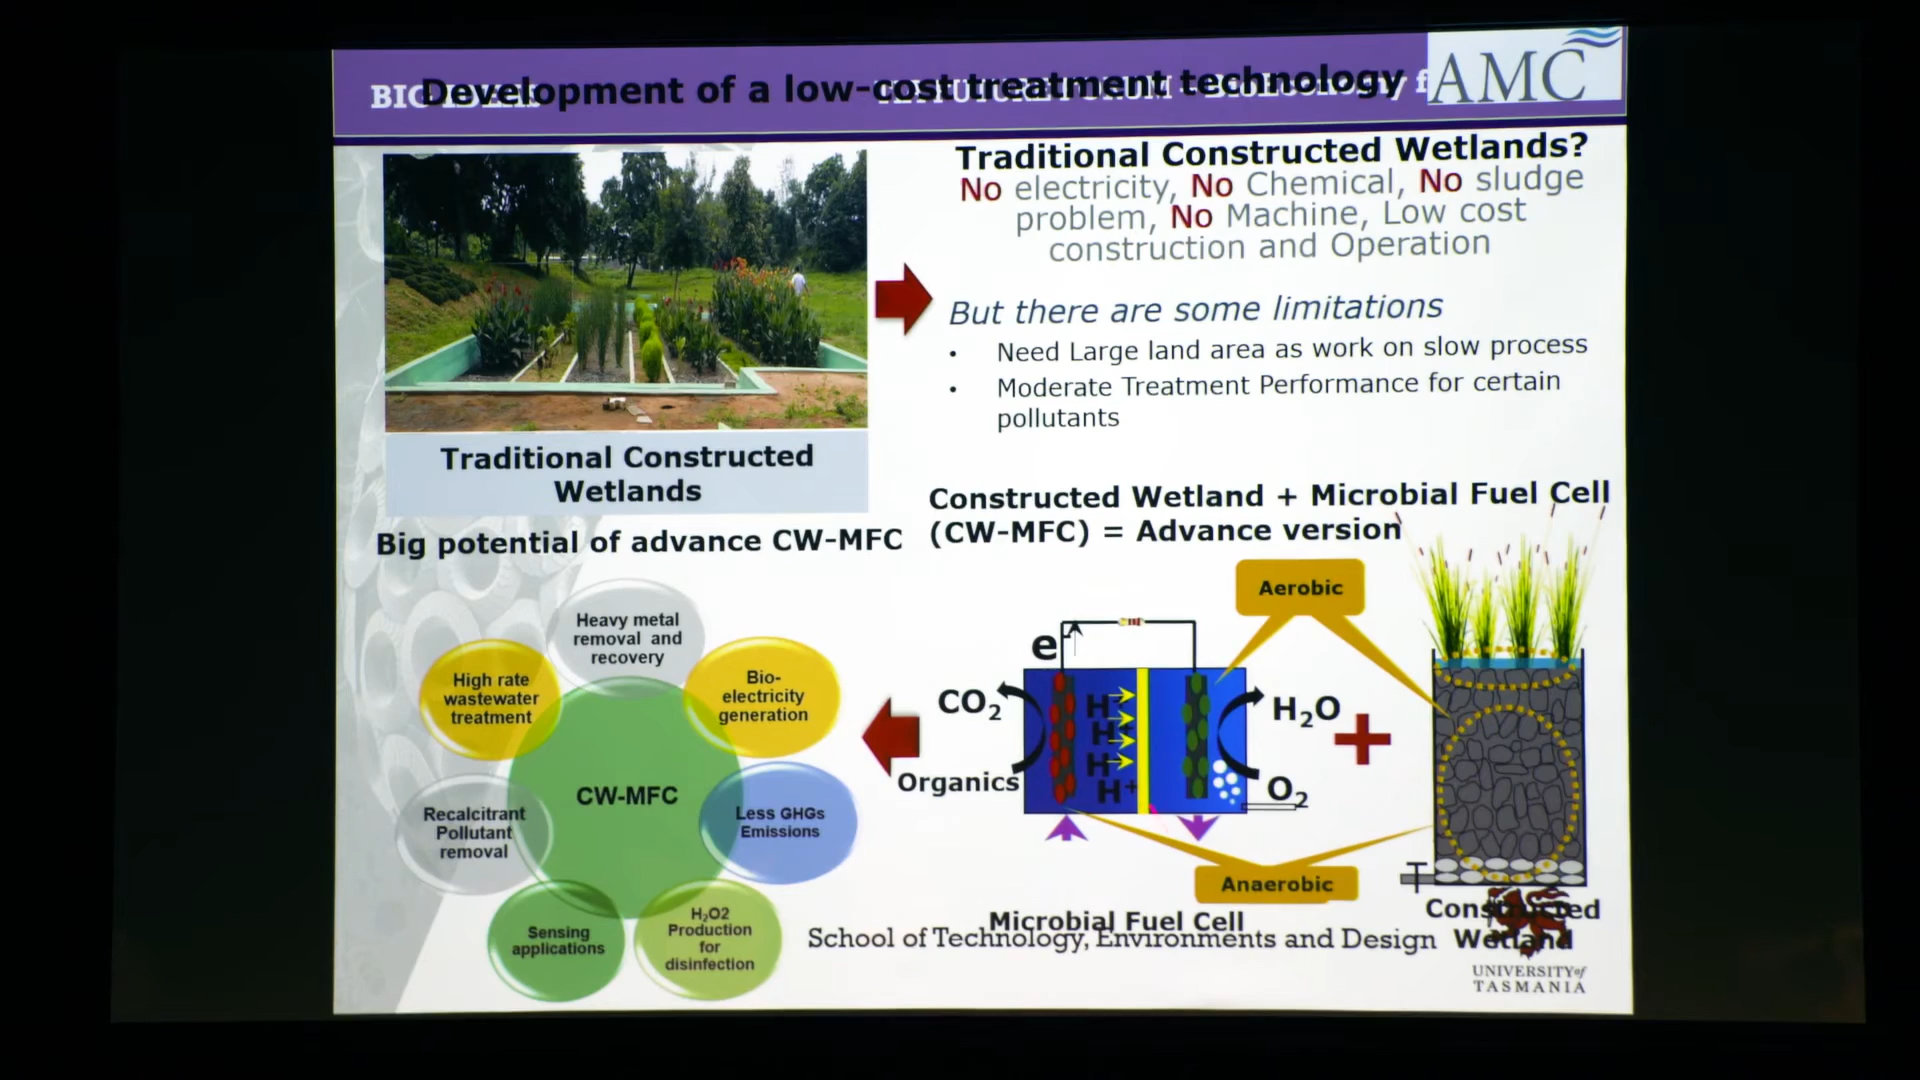 BIG
Development of a low-cost treatment technology
FUTURE FORUM
AMC
Traditional Constructed Wetlands?
No electricity, No Chemical, No sludge
problem, No Machine, Low cost
construction and Operation
But there are some limitations
• Need Large land area as work on slow process
• Moderate Treatment Performance for certain
pollutants
Traditional Constructed
Wetlands
Constructed Wetland + Microbial Fuel Cell
(CW-MFC) = Advance version
Big potential of advance CW-MFC
Heavy metal
removal and
recovery
High rate
wastewater
treatment
Bio-
electricity
generation
CW-MFC
Recalcitrant
Pollutant
removal
Less GHGs
Emissions
Sensing
applications
H₂O2
Production
for
disinfection
Aerobic
e
CO₂
H⁺
H⁺
H⁺
H⁺
H₂O
+
Organics
O₂
Anaerobic
Microbial Fuel Cell
Constructed
Wetland
School of Technology, Environments and Design
UNIVERSITY of
TASMANIA